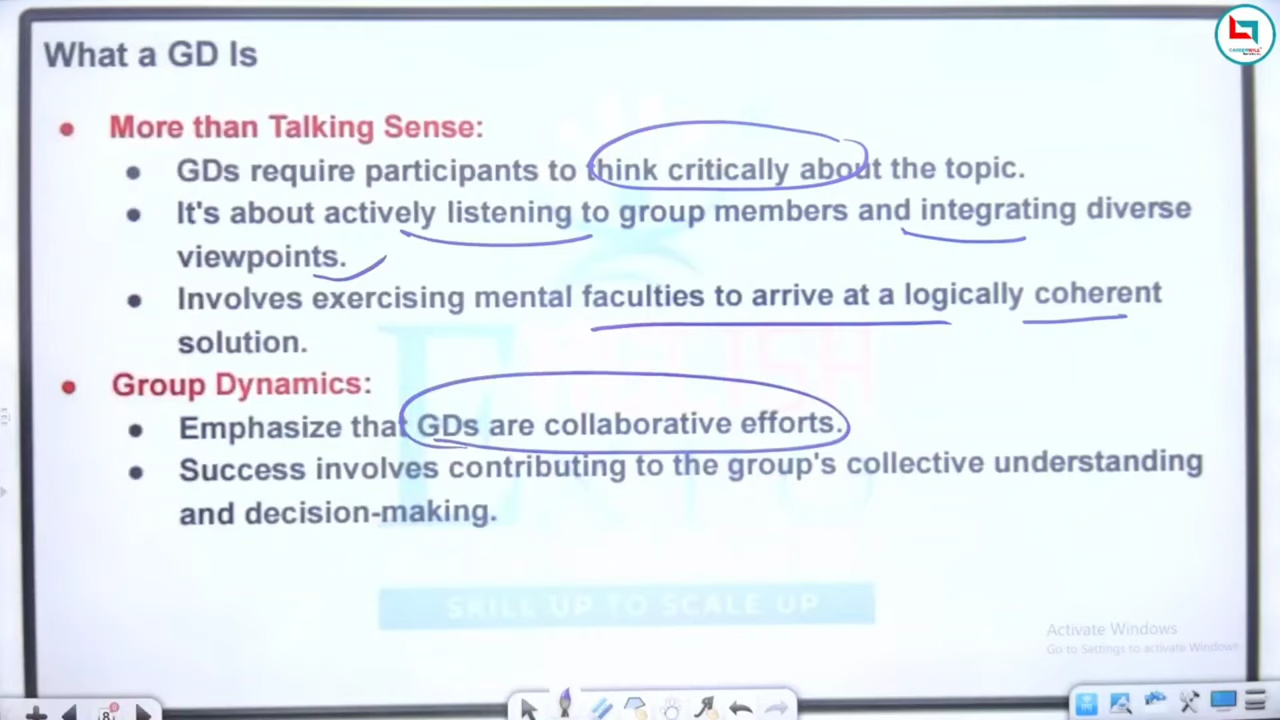 What a GD Is
More than Talking Sense:
GDs require participants to think critically about the topic.
It's about actively listening to group members and integrating diverse
viewpoints.
Involves exercising mental faculties to arrive at a logically coherent
solution.
Group Dynamics:
Emphasize that GDs are collaborative efforts.
Success involves contributing to the group's collective understanding
and decision-making.
SKILL UP TO SCALE UP
Activate Windows
Go to Settings to activate Windows
8